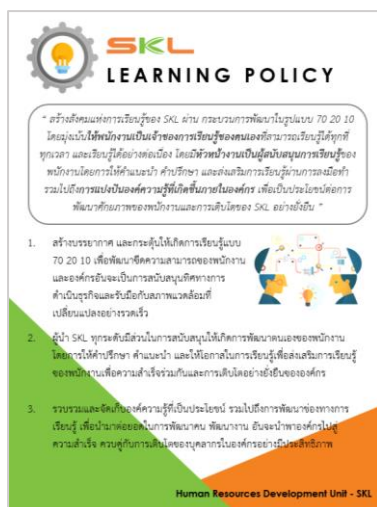 SKL
LEARNING POLICY
“ สร้างสังคมแห่งการเรียนรู้ของ SKL ผ่าน กระบวนการพัฒนาในรูปแบบ 70 20 10
โดยมุ่งเน้นให้พนักงานเป็นเจ้าของการเรียนรู้ของตนเองที่สามารถเรียนรู้ได้ทุกที่
ทุกเวลา และเรียนรู้ได้อย่างต่อเนื่อง โดยมีหัวหน้างานเป็นผู้สนับสนุนการเรียนรู้ของ
พนักงานโดยการให้คำแนะนำ คำปรึกษา และส่งเสริมการเรียนรู้ผ่านการลงมือทำ
รวมไปถึงการแบ่งปันองค์ความรู้ที่เกิดขึ้นภายในองค์กร เพื่อเป็นประโยชน์ต่อการ
พัฒนาศักยภาพของพนักงานและการเติบโตของ SKL อย่างยั่งยืน ”
1. สร้างบรรยากาศ และกระตุ้นให้เกิดการเรียนรู้แบบ
70 20 10 เพื่อพัฒนาขีดความสามารถของพนักงาน
และองค์กรอันจะเป็นการสนับสนุนทิศทางการ
ดำเนินธุรกิจและรับมือกับสภาพแวดล้อมที่
เปลี่ยนแปลงอย่างรวดเร็ว
2. ผู้นำ SKL ทุกระดับมีส่วนในการสนับสนุนให้เกิดการพัฒนาตนเองของพนักงาน
โดยการให้คำปรึกษา คำแนะนำ และให้โอกาสในการเรียนรู้เพื่อส่งเสริมการเรียนรู้
ของพนักงานเพื่อความสำเร็จร่วมกันและการเติบโตอย่างยั่งยืนขององค์กร
3. รวบรวมและจัดเก็บองค์ความรู้ที่เป็นประโยชน์ รวมไปถึงการพัฒนาช่องทางการ
เรียนรู้ เพื่อนำมาต่อยอดในการพัฒนาคน พัฒนางาน อันจะนำพาองค์กรไปสู่
ความสำเร็จ ควบคู่กับการเติบโตของบุคลากรในองค์กรอย่างมีประสิทธิภาพ
Human Resources Development Unit - SKL